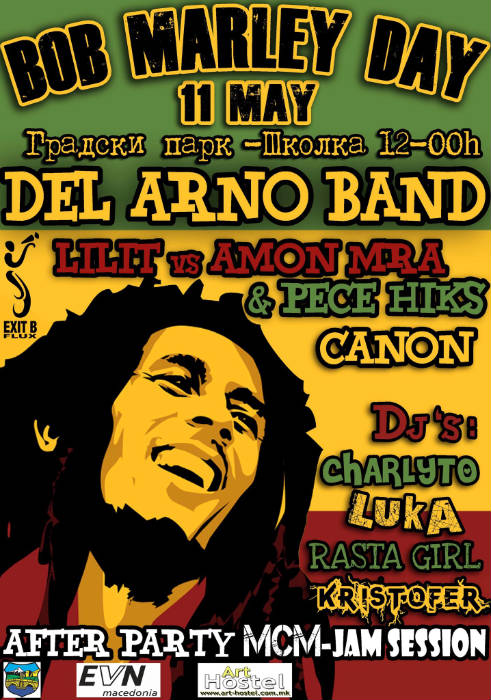 BOB MARLEY DAY
11 MAY
Градски парк -Школка 12-00h
DEL ARNO BAND
LILIT vs AMON MRA
& PECE HIKS
CANON
EXIT B
FLUX
DJ's:
CHARLYTO
LUKA
RASTA GIRL
KRISTOFER
AFTER PARTY MCM-JAM SESSION
EVN
macedonia
Art
Hostel
www.art-hostel.com.mk